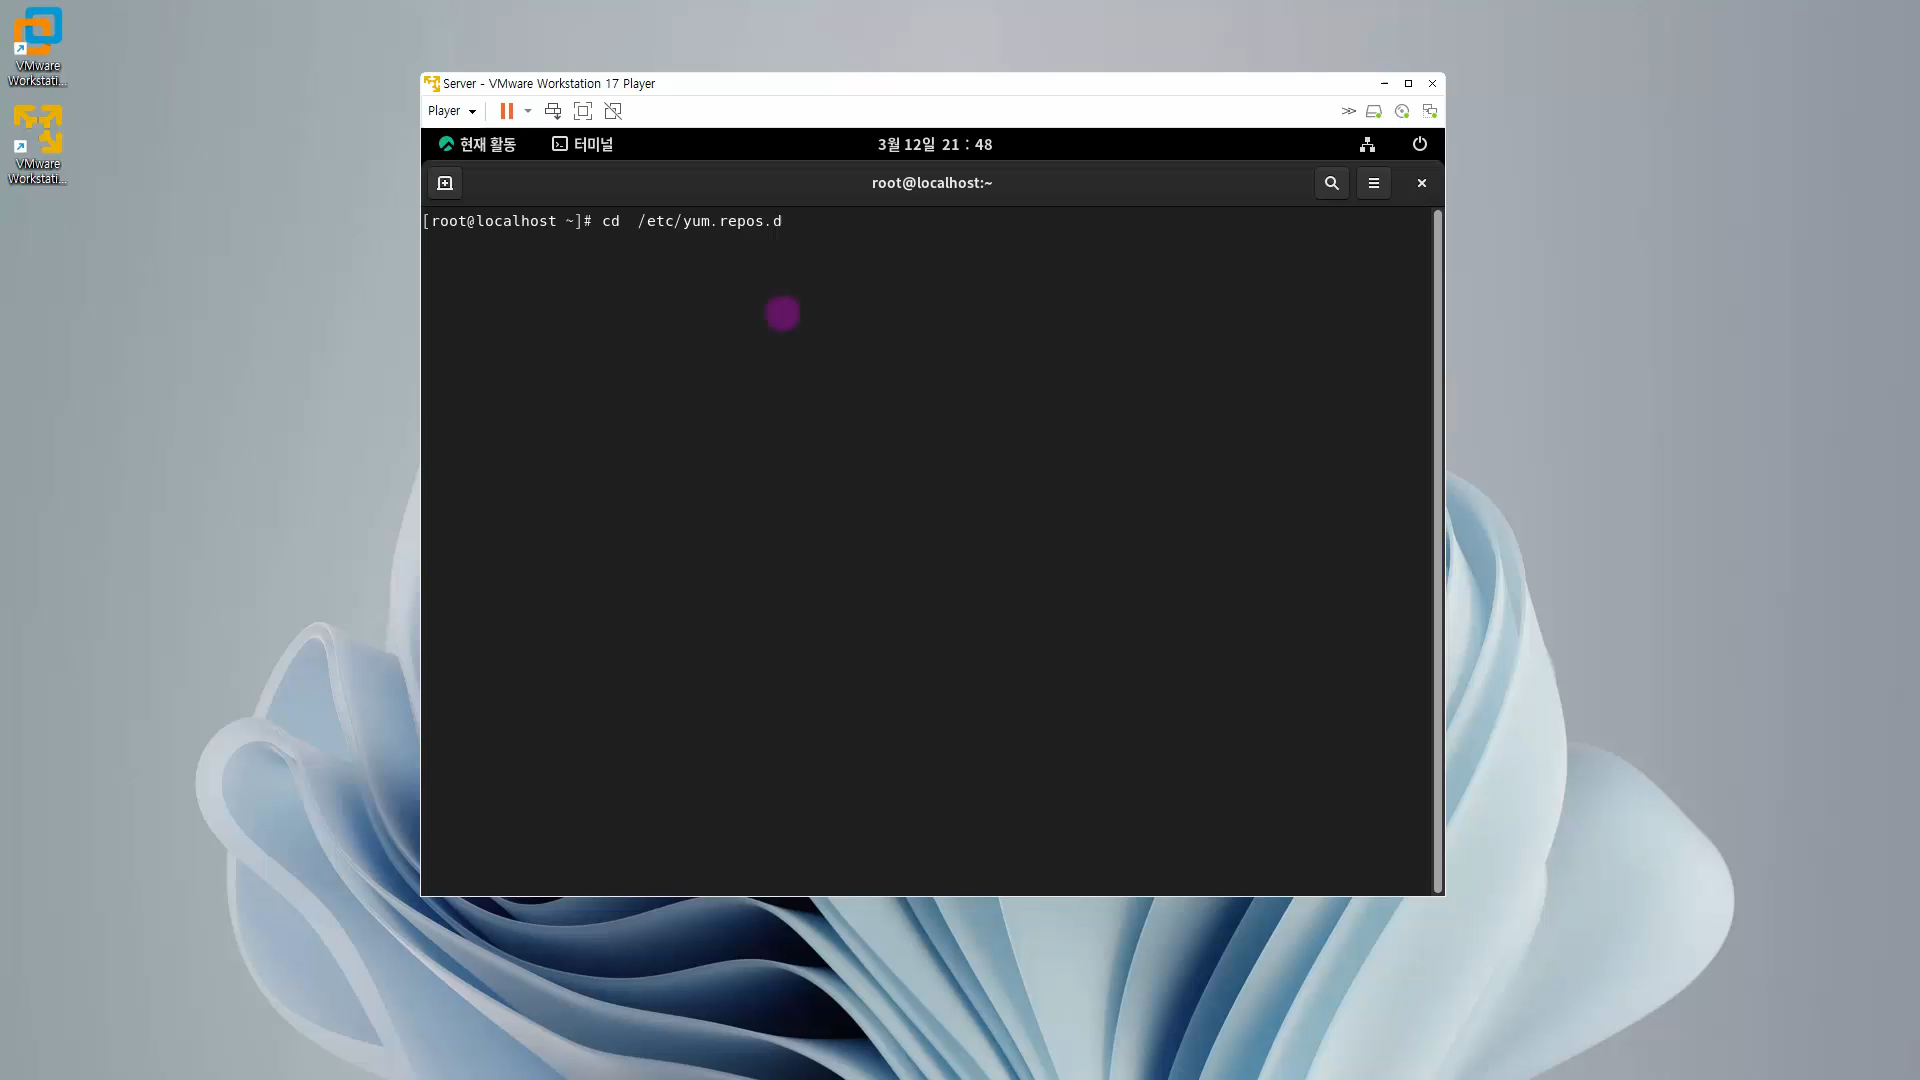 VMware
Workstati...
VMware
Workstati...
Server - VMware Workstation 17 Player
Player
현재 활동
터미널
3월 12일 21 : 48
root@localhost:~
[root@localhost ~]# cd  /etc/yum.repos.d